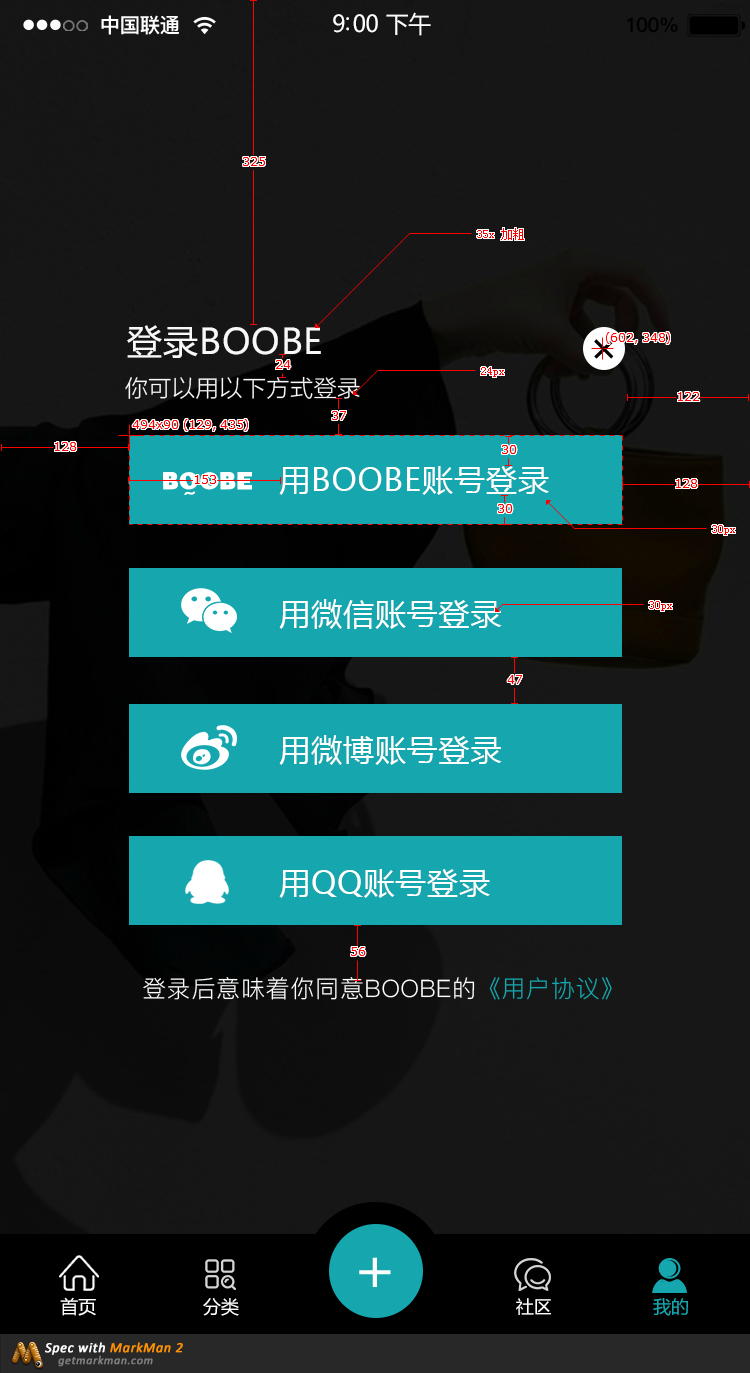 中国联通 9:00 下午 100%
325
35x 加粗
登录BOOBE
(602, 348)
24
24px
你可以用以下方式登录
122
37
494x90 (129, 435)
128
30
BOOBE 153 用BOOBE账号登录
128
30
30px
用微信账号登录
30px
47
用微博账号登录
用QQ账号登录
56
登录后意味着你同意BOOBE的《用户协议》
首页 分类 + 社区 我的
Spec with MarkMan 2
getmarkman.com